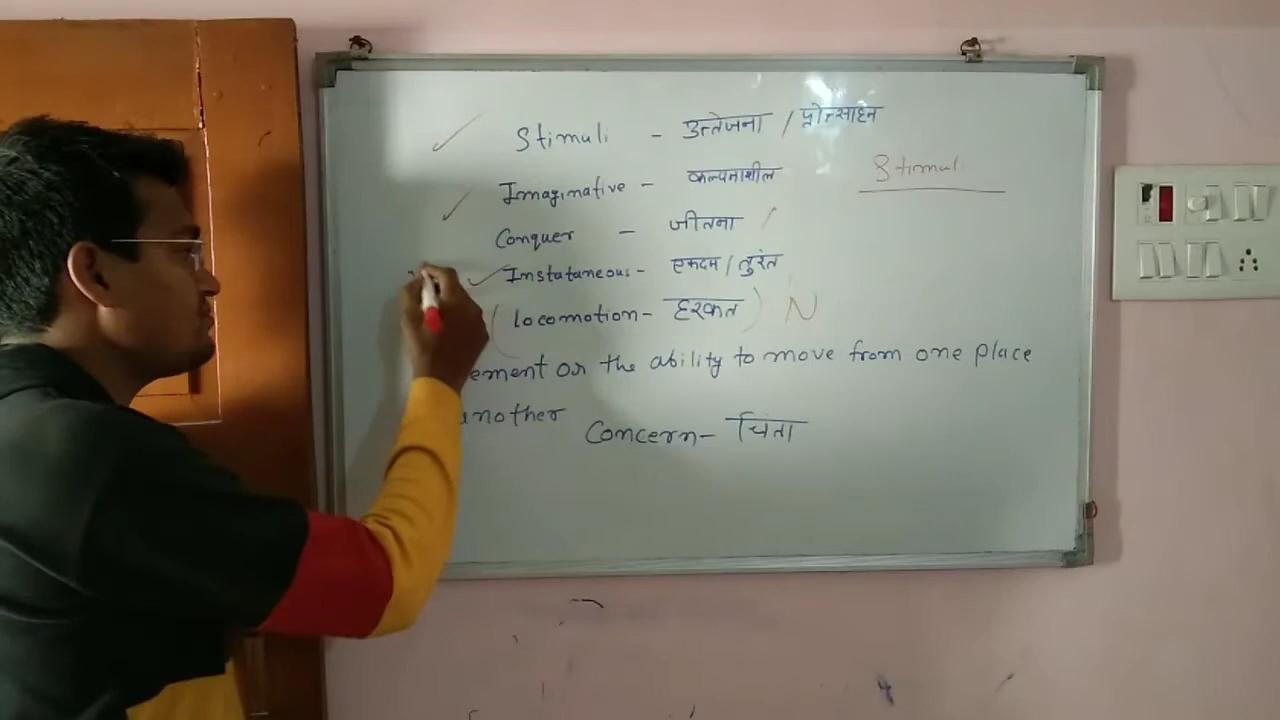 Stimuli - उत्तेजना / प्रोत्साहन
Stimuli
Imaginative - कल्पनाशील
Conquer - जीतना /
Instataneous - एकदम / तुरंत
(locomotion - हरकत) N
ement or the ability to move from one place
another
Concern - चिंता